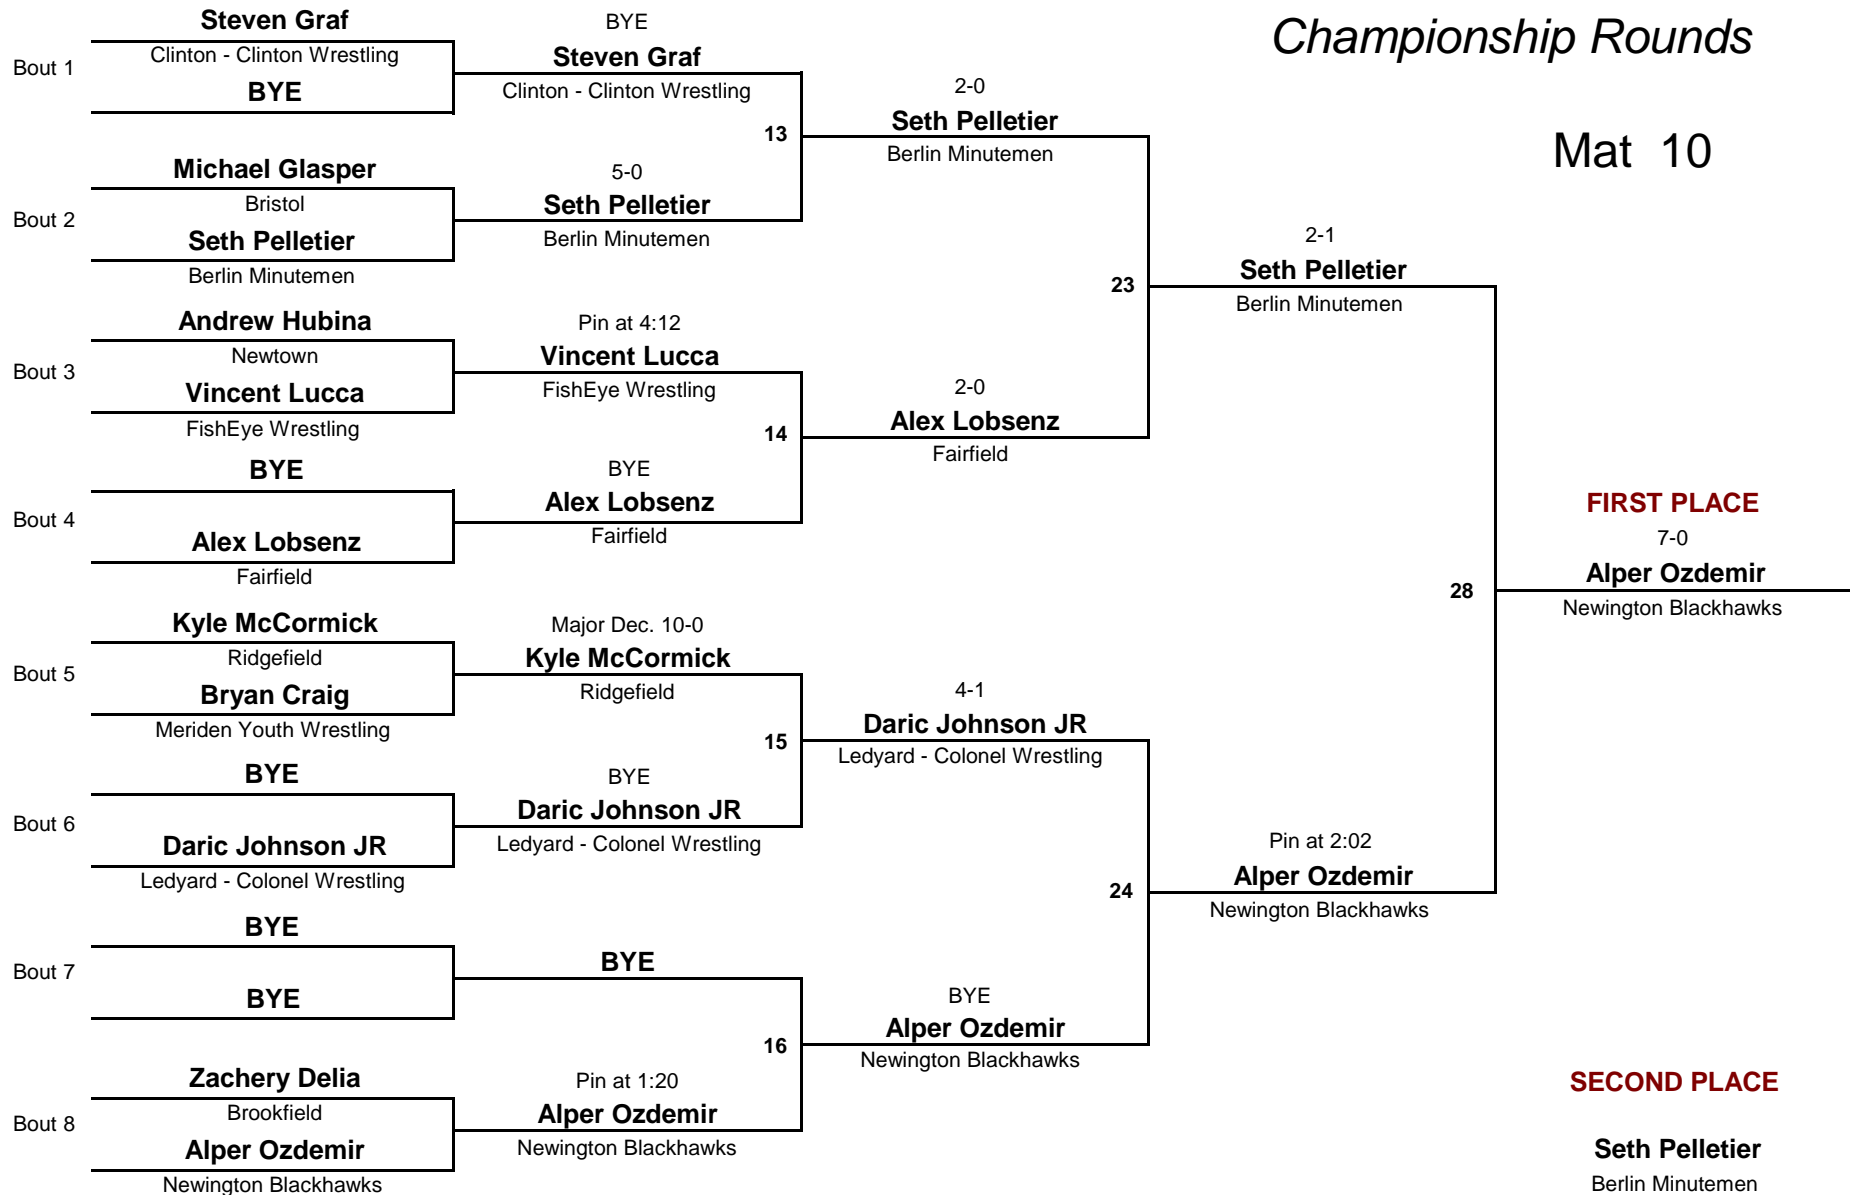 Championship Rounds
Mat 10
Steven Graf
Clinton - Clinton Wrestling
Bout 1
BYE
Michael Glasper
Bristol
Bout 2
Seth Pelletier
Berlin Minutemen
Andrew Hubina
Newtown
Bout 3
Vincent Lucca
FishEye Wrestling
BYE
Bout 4
Alex Lobsenz
Fairfield
Kyle McCormick
Ridgefield
Bout 5
Bryan Craig
Meriden Youth Wrestling
BYE
Bout 6
Daric Johnson JR
Ledyard - Colonel Wrestling
BYE
Bout 7
BYE
Zachery Delia
Brookfield
Bout 8
Alper Ozdemir
Newington Blackhawks
BYE
Steven Graf
Clinton - Clinton Wrestling
13
5-0
Seth Pelletier
Berlin Minutemen
Pin at 4:12
Vincent Lucca
FishEye Wrestling
14
BYE
Alex Lobsenz
Fairfield
Major Dec. 10-0
Kyle McCormick
Ridgefield
15
BYE
Daric Johnson JR
Ledyard - Colonel Wrestling
BYE
16
Pin at 1:20
Alper Ozdemir
Newington Blackhawks
2-0
Seth Pelletier
Berlin Minutemen
23
2-0
Alex Lobsenz
Fairfield
4-1
Daric Johnson JR
Ledyard - Colonel Wrestling
24
BYE
Alper Ozdemir
Newington Blackhawks
2-1
Seth Pelletier
Berlin Minutemen
28
Pin at 2:02
Alper Ozdemir
Newington Blackhawks
FIRST PLACE
7-0
Alper Ozdemir
Newington Blackhawks
SECOND PLACE
Seth Pelletier
Berlin Minutemen